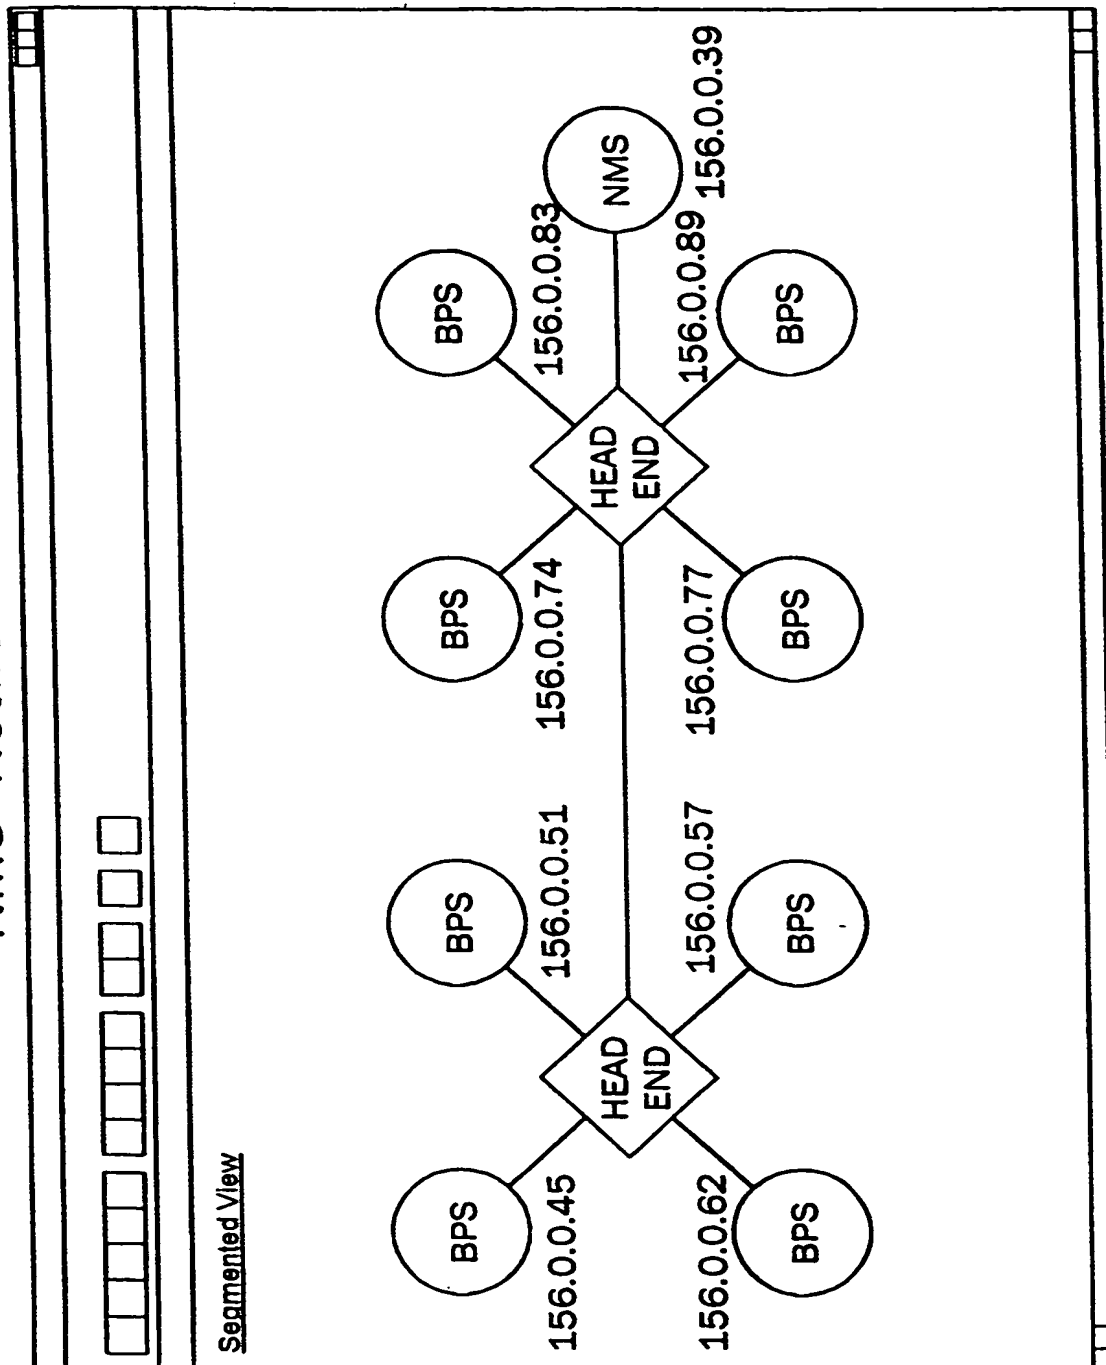 Segmented View
BPS
BPS
BPS
BPS
156.0.0.45
156.0.0.51
156.0.0.74
156.0.0.83
HEAD
END
HEAD
END
NMS
156.0.0.62
156.0.0.57
156.0.0.77
156.0.0.89
156.0.0.39
BPS
BPS
BPS
BPS